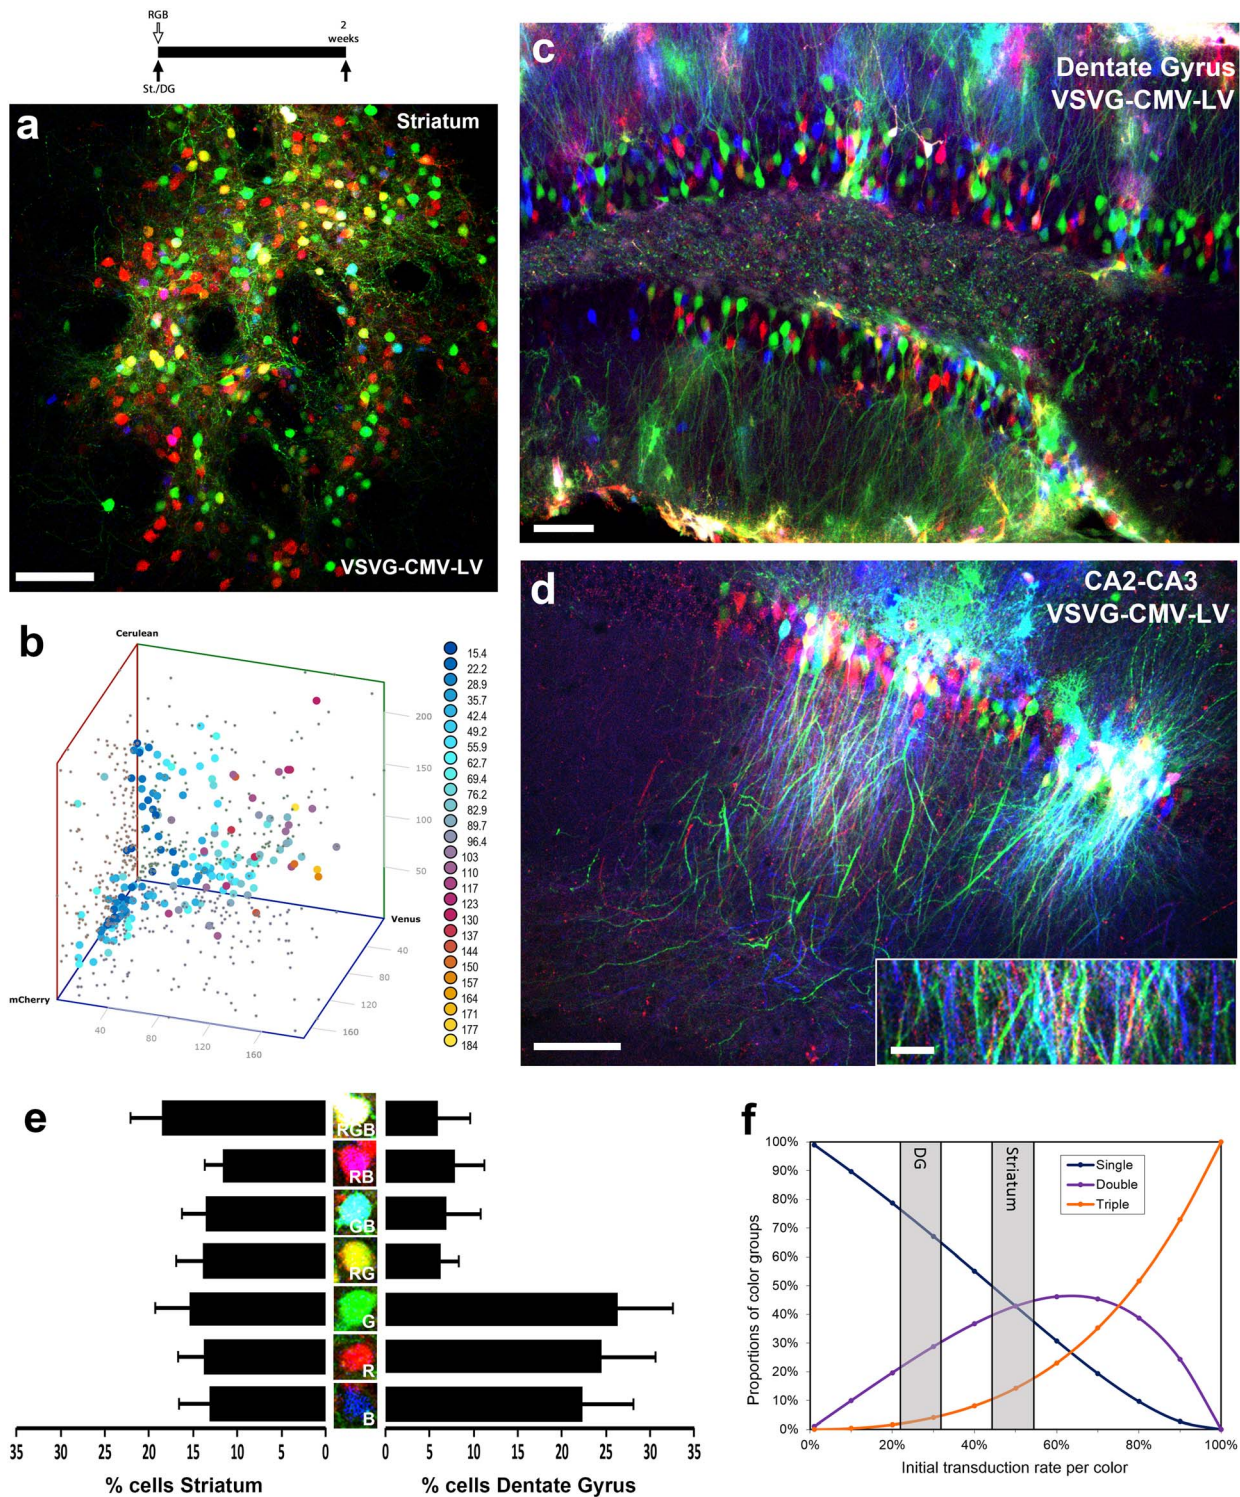 RGB
2
weeks
St./DG
a
Striatum
VSVG-CMV-LV
c
Dentate Gyrus
VSVG-CMV-LV
b
Cerulean
Venus
mCherry
200
150
100
50
40
80
120
160
40
80
120
160
15.4
22.2
28.9
35.7
42.4
49.2
55.9
62.7
69.4
76.2
82.9
89.7
96.4
103
110
117
123
130
137
144
150
157
164
171
177
184
d
CA2-CA3
VSVG-CMV-LV
e
RGB
RB
GB
RG
G
R
B
35 30 25 20 15 10 5 0
0 5 10 15 20 25 30 35
% cells Striatum
% cells Dentate Gyrus
f
100%
90%
80%
70%
60%
50%
40%
30%
20%
10%
0%
DG
Striatum
Single
Double
Triple
0% 20% 40% 60% 80% 100%
Proportions of color groups
Initial transduction rate per color